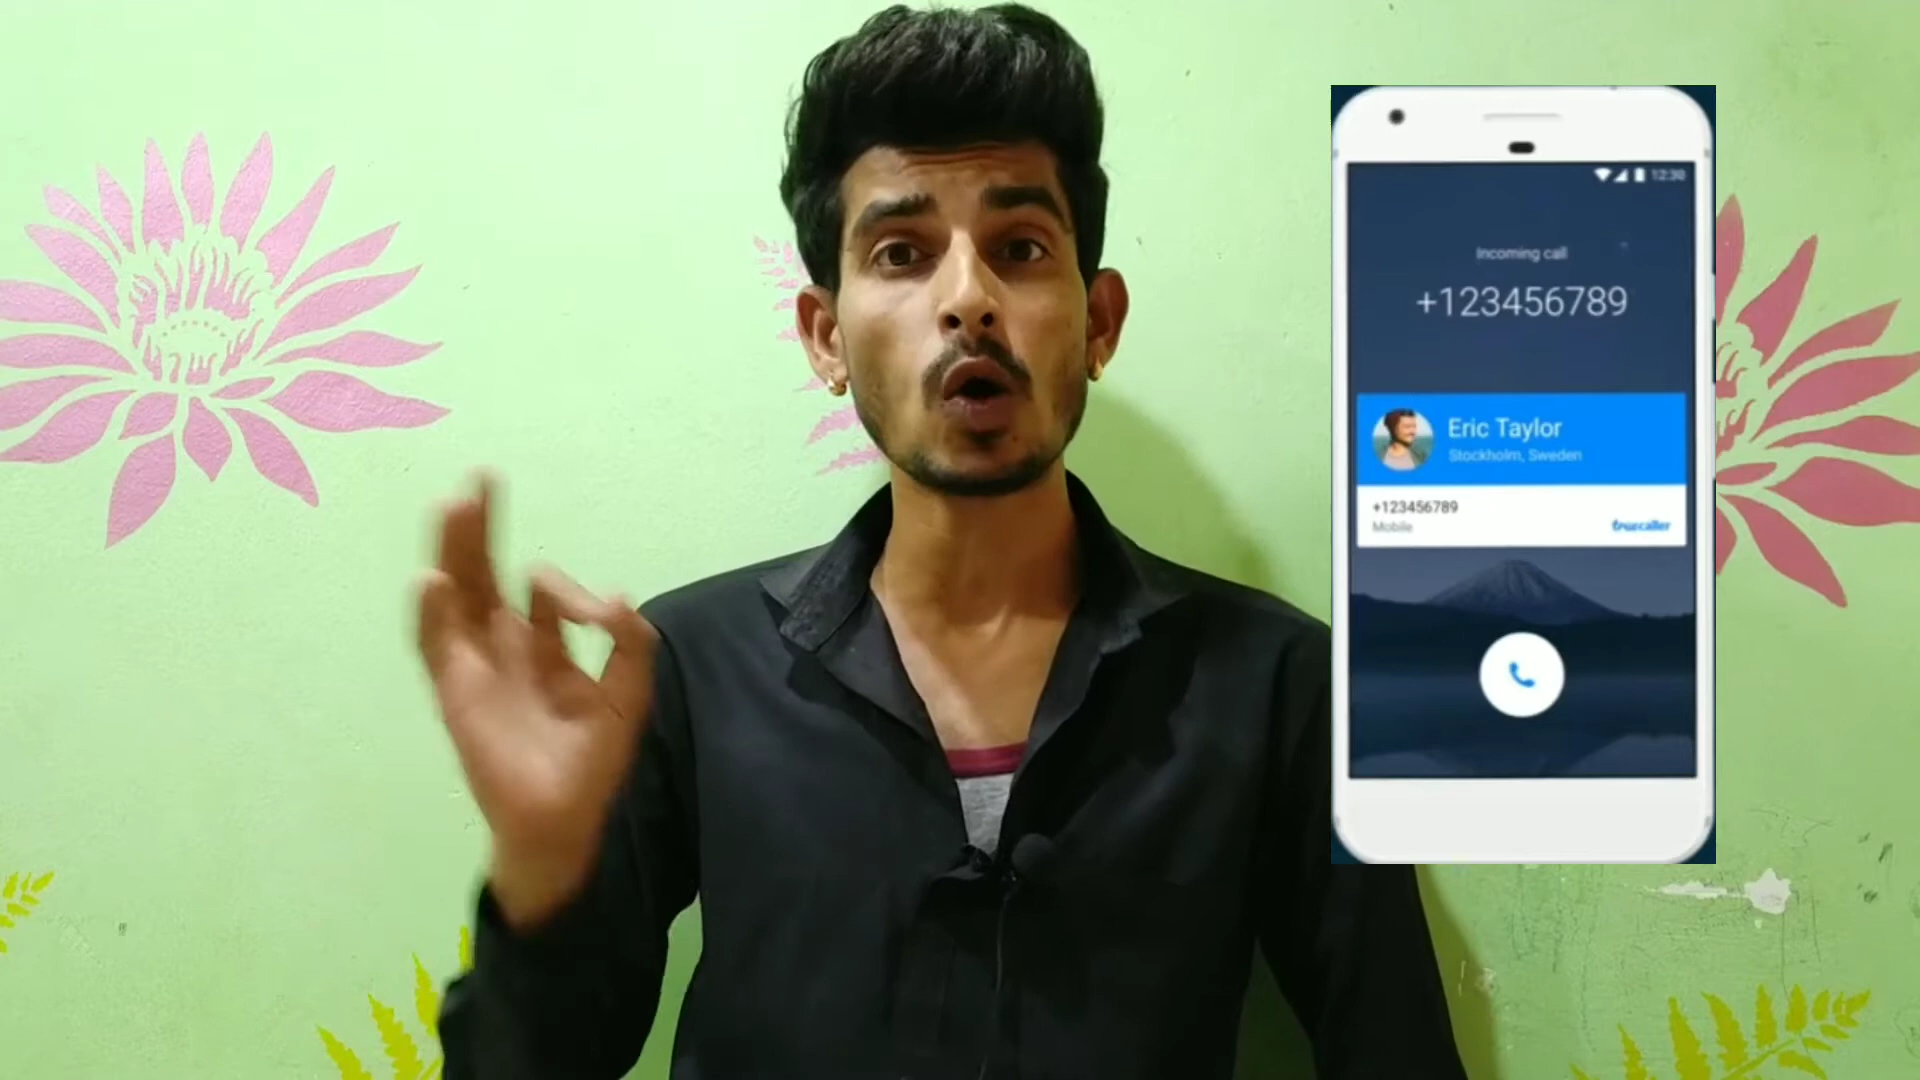 12:30
Incoming call
+123456789
Eric Taylor
Stockholm, Sweden
+123456789
Mobile
truecaller